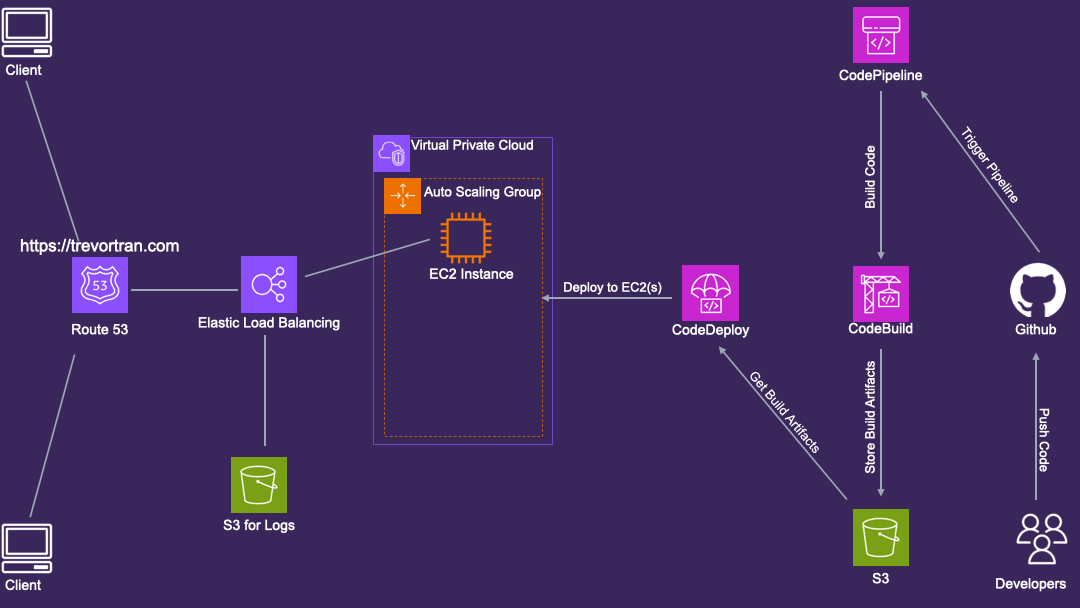 Client
CodePipeline
Virtual Private Cloud
Trigger Pipeline
Build Code
Auto Scaling Group
https://trevortran.com
53
EC2 Instance
Deploy to EC2(s)
Route 53
Elastic Load Balancing
CodeDeploy
CodeBuild
Github
Get Build Artifacts
Store Build Artifacts
Push Code
S3 for Logs
Client
S3
Developers